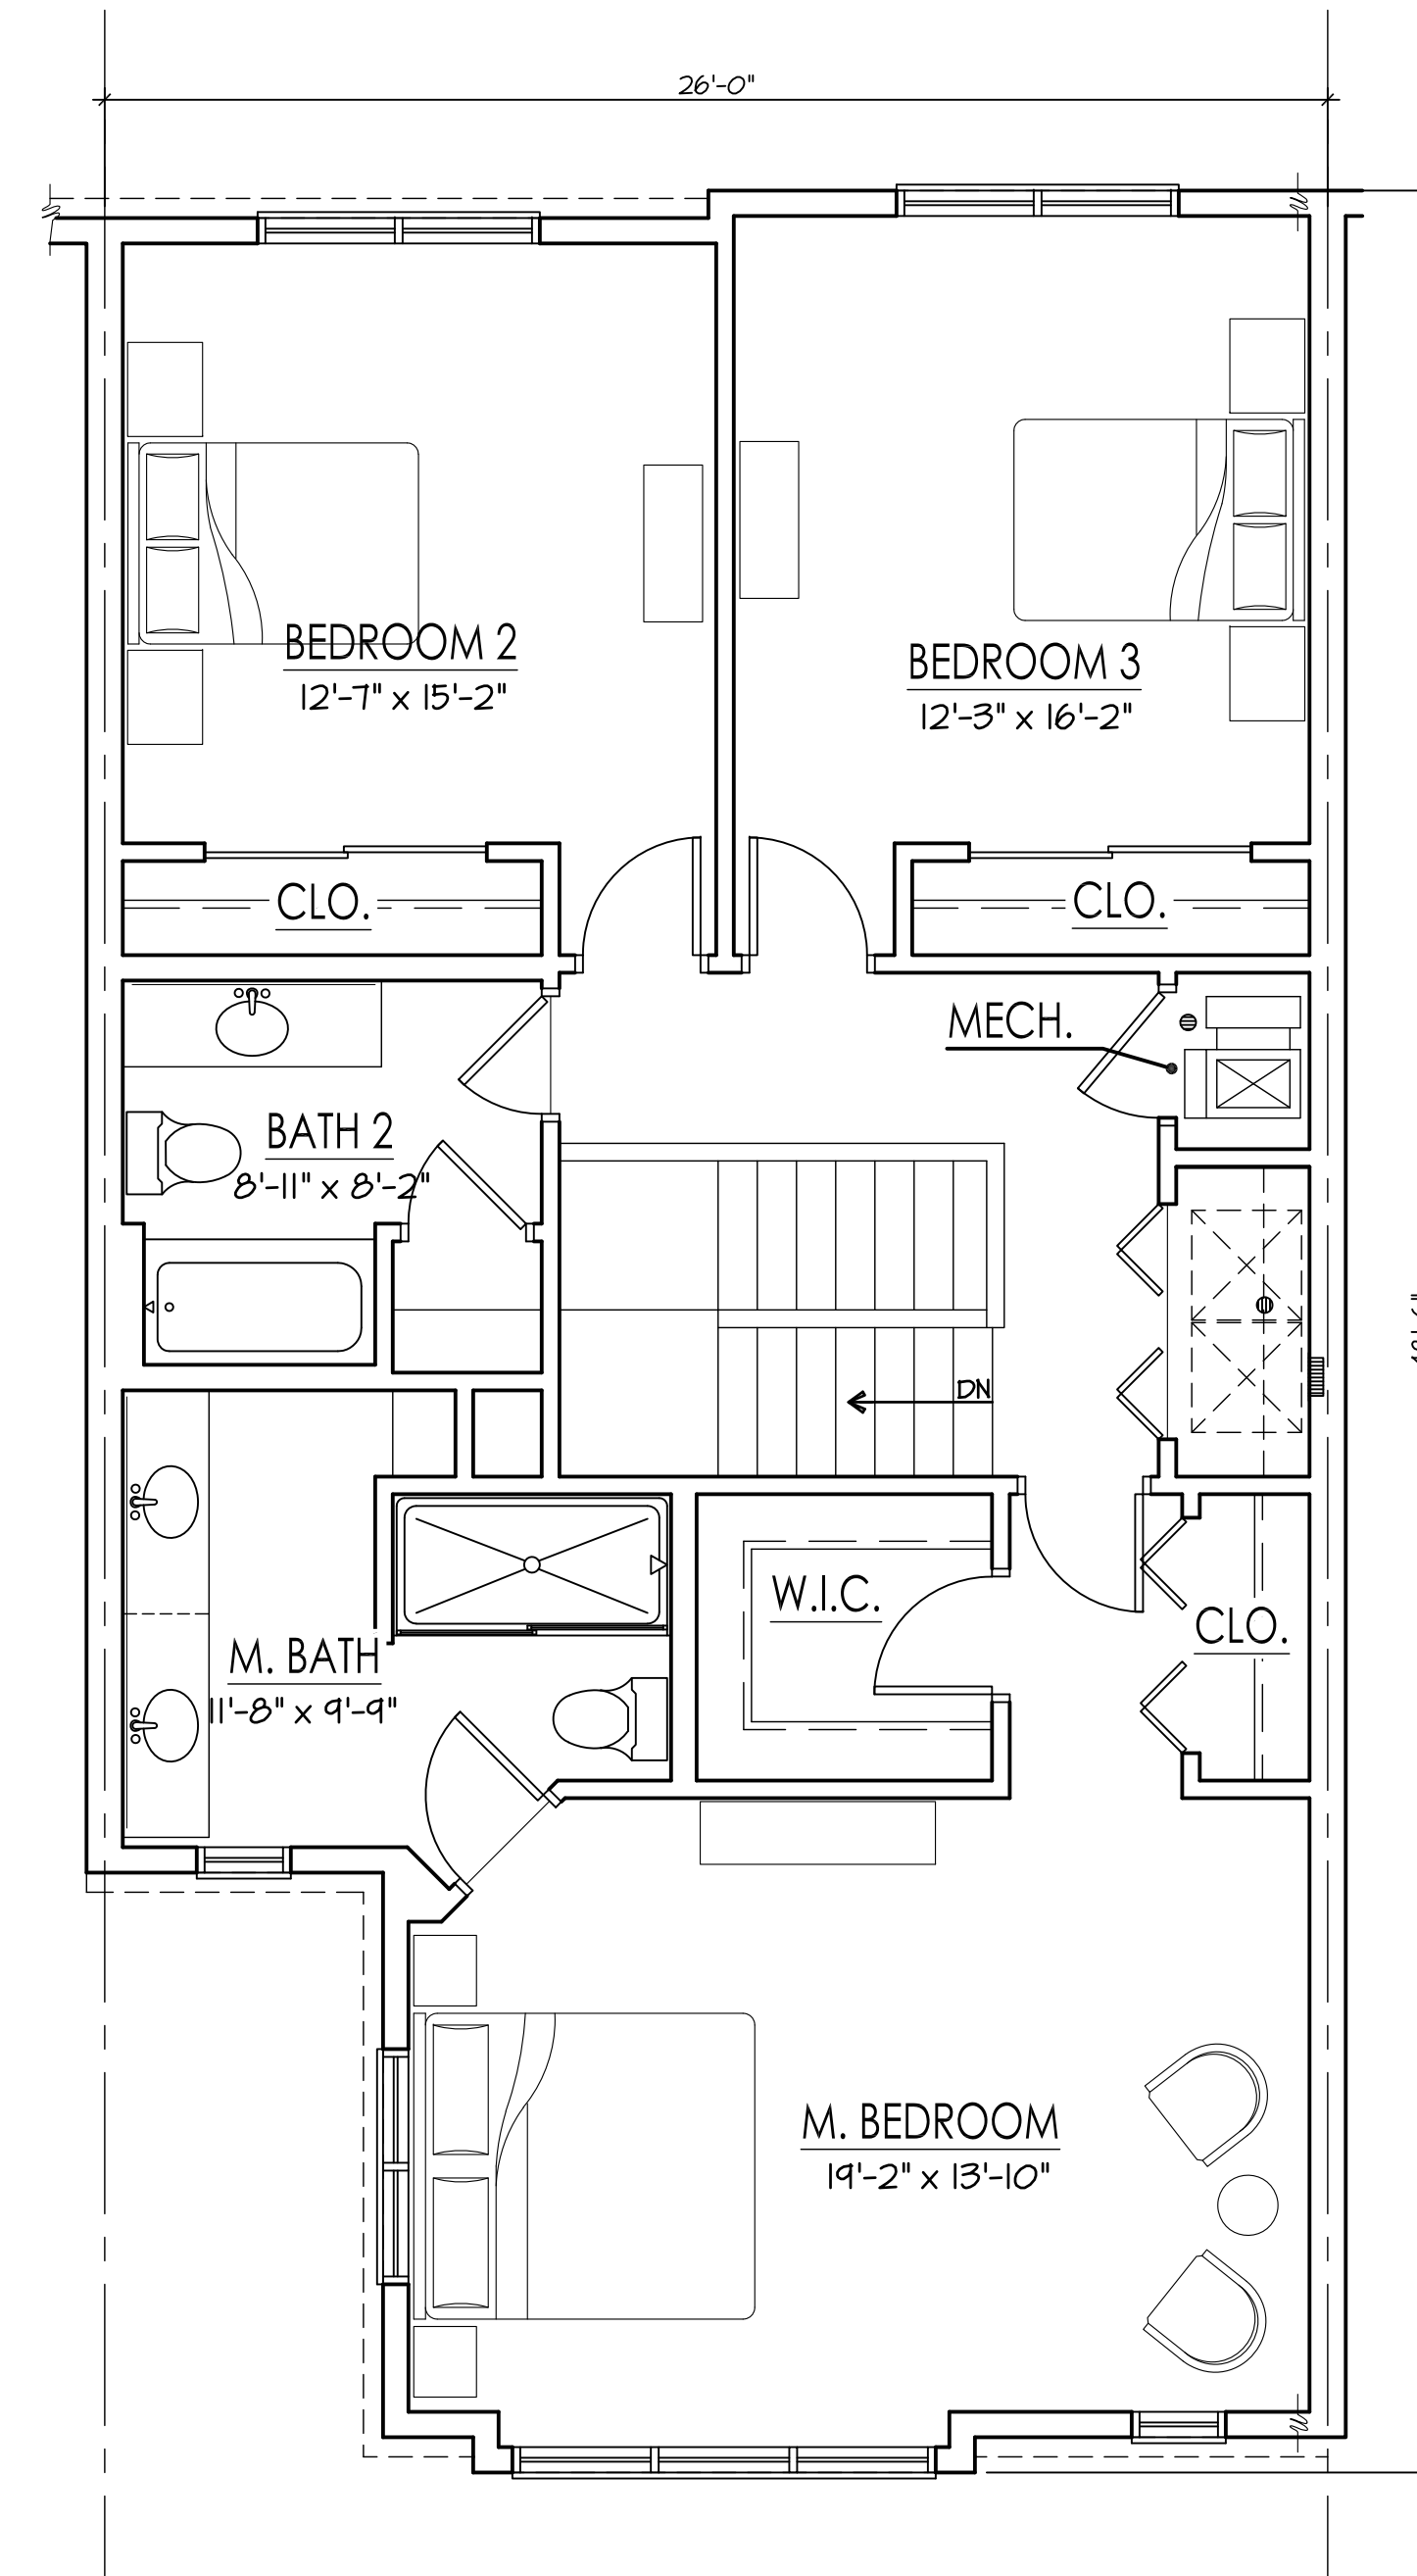 26'-0"
BEDROOM 2
12'-7" x 15'-2"
BEDROOM 3
12'-3" x 16'-2"
CLO.
CLO.
MECH.
BATH 2
8'-11" x 8'-2"
DN
W.I.C.
CLO.
M. BATH
11'-8" x 9'-9"
M. BEDROOM
19'-2" x 13'-10"